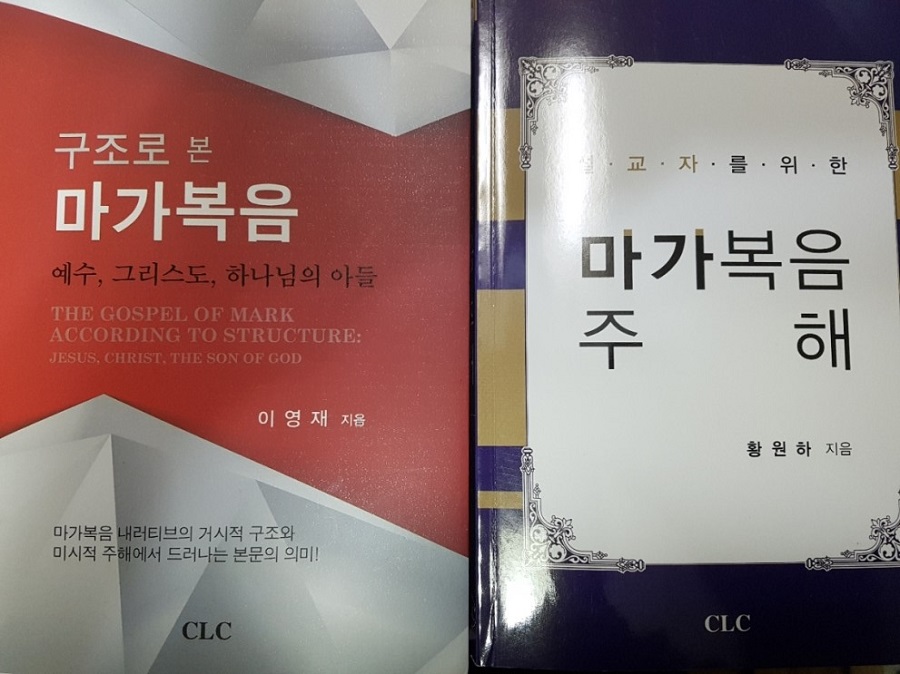 구조로 본
마가복음
예수, 그리스도, 하나님의 아들
THE GOSPEL OF MARK
ACCORDING TO STRUCTURE:
JESUS, CHRIST, THE SON OF GOD
이영재 지음
마가복음 내러티브의 거시적 구조와
미시적 주해에서 드러나는 본문의 의미!
CLC
설·교·자·를·위·한
마가복음
주해
황원하 지음
CLC